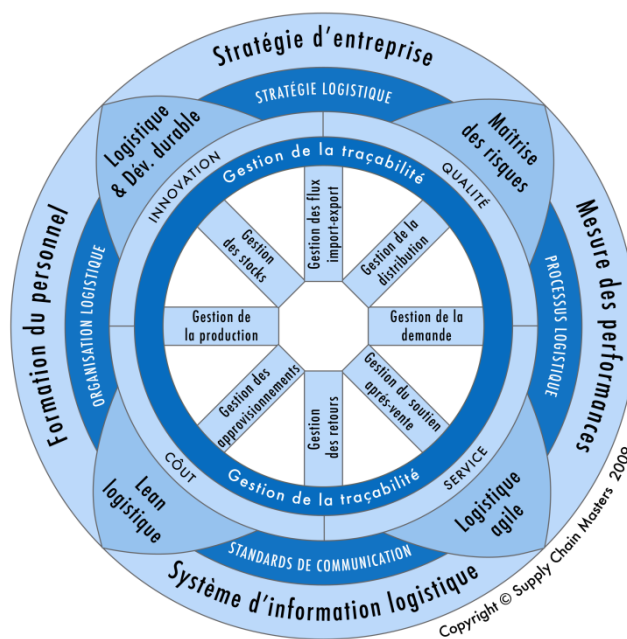 Stratégie d'entreprise
STRATÉGIE LOGISTIQUE
Logistique
& Dév. durable
Maîtrise
des risques
INNOVATION
QUALITÉ
Gestion de la traçabilité
Formation du personnel
ORGANISATION LOGISTIQUE
Gestion
des stocks
Gestion des flux
import-export
Gestion de la
distribution
Gestion de
la production
Gestion de la
demande
Gestion des
approvisionnements
Gestion
des retours
Gestion du soutien
aprés-vente
PROCESSUS LOGISTIQUE
Mesure des performances
Gestion de la traçabilité
CÔUT
SERVICE
Lean
logistique
Logistique
agile
STANDARDS DE COMMUNICATION
Système d'information logistique
Copyright © Supply Chain Masters 2009